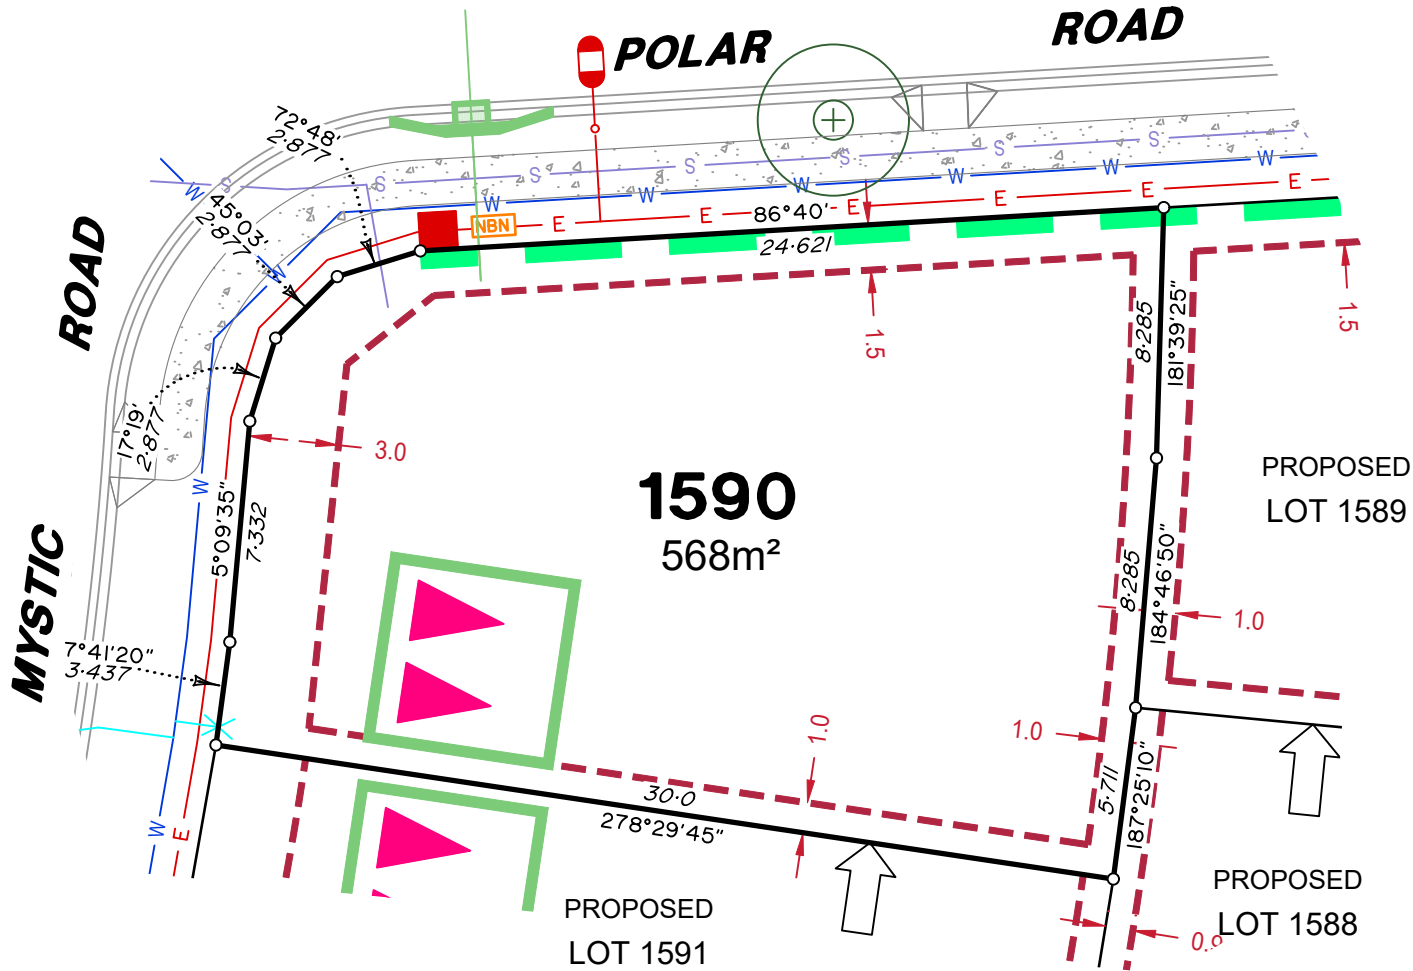 POLAR ROAD
MYSTIC ROAD
72°48'
2·877
45°03'
2·877
17°19'
2·877
5°09'35"
7·332
7°41'20"
3·437
86°40'
24·621
NBN
S
S
S
S
S
S
W
W
W
W
W
W
W
W
W
W
E
E
E
E
E
E
1.5
1.5
3.0
8·285
181°39'25"
8·285
184°46'50"
5·711
187°25'10"
1590
568m²
1.0
1.0
1.0
30·0
278°29'45"
PROPOSED
LOT 1589
PROPOSED
LOT 1588
PROPOSED
LOT 1591